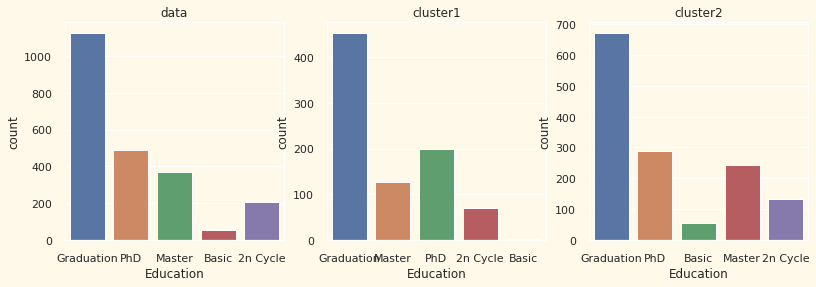 data
count
1000
800
600
400
200
0
Graduation PhD Master Basic 2n Cycle
Education
cluster1
count
400
300
200
100
0
Graduation Master PhD 2n Cycle Basic
Education
cluster2
count
700
600
500
400
300
200
100
0
Graduation PhD Basic Master 2n Cycle
Education